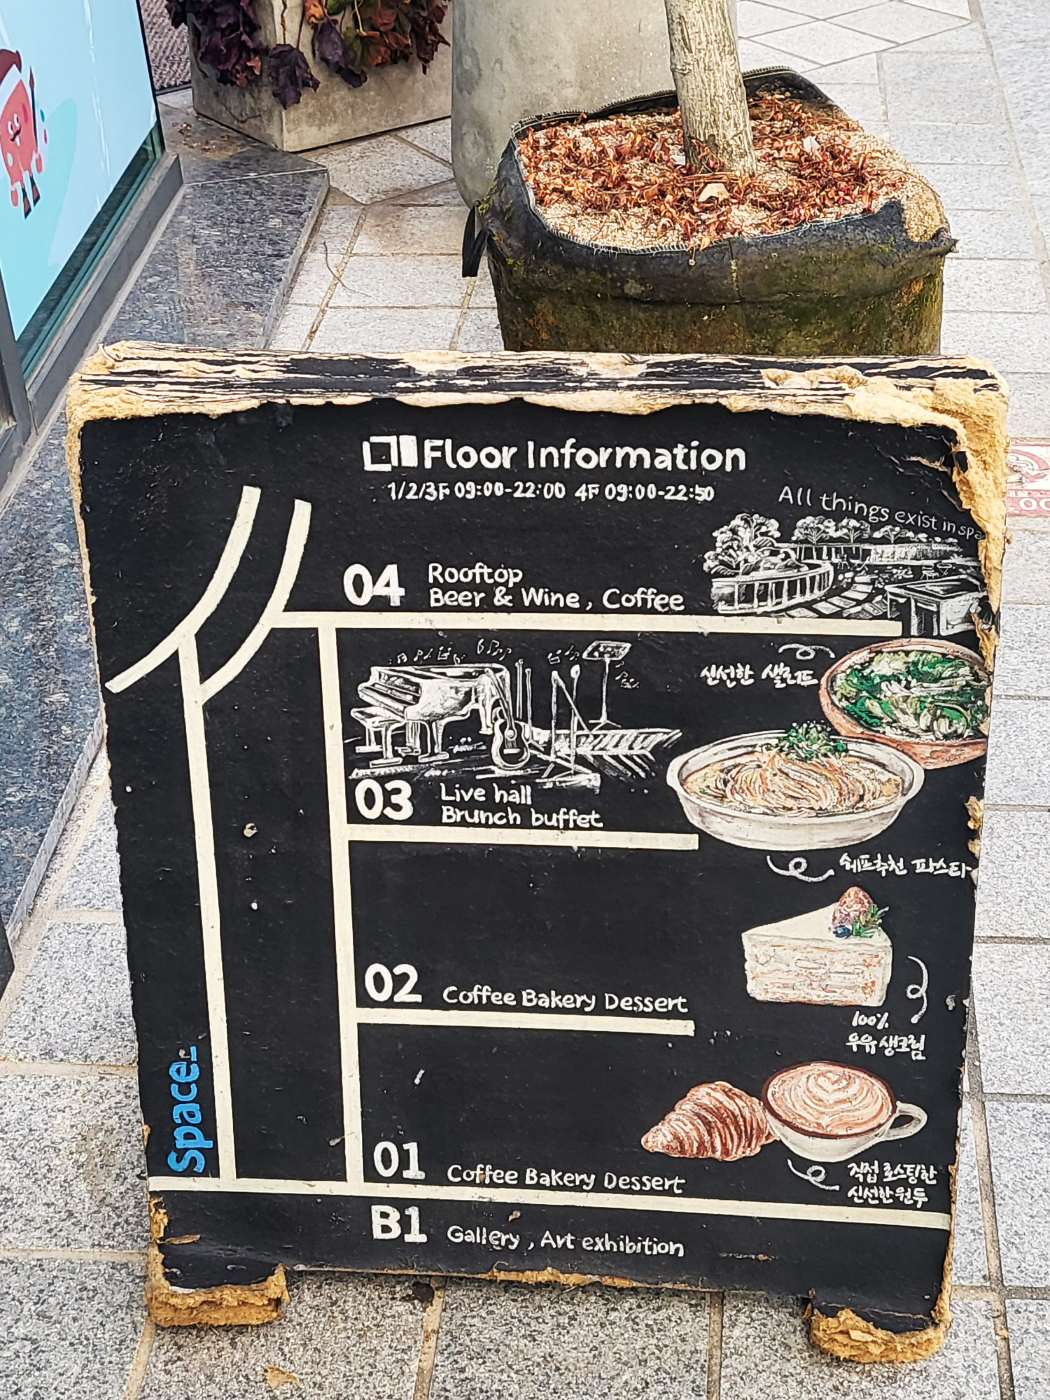 Floor Information
1/2/3F 09:00-22:00 4F 09:00-22:50
All things exist in
04 Rooftop
Beer & Wine , Coffee
신선한 샐러드
03 Live hall
Brunch buffet
쉐프추천 파스타
02 Coffee Bakery Dessert
100%
우유 생크림
01 Coffee Bakery Dessert
직접 로스팅한
신선한 원두
B1 Gallery , Art exhibition
Space_